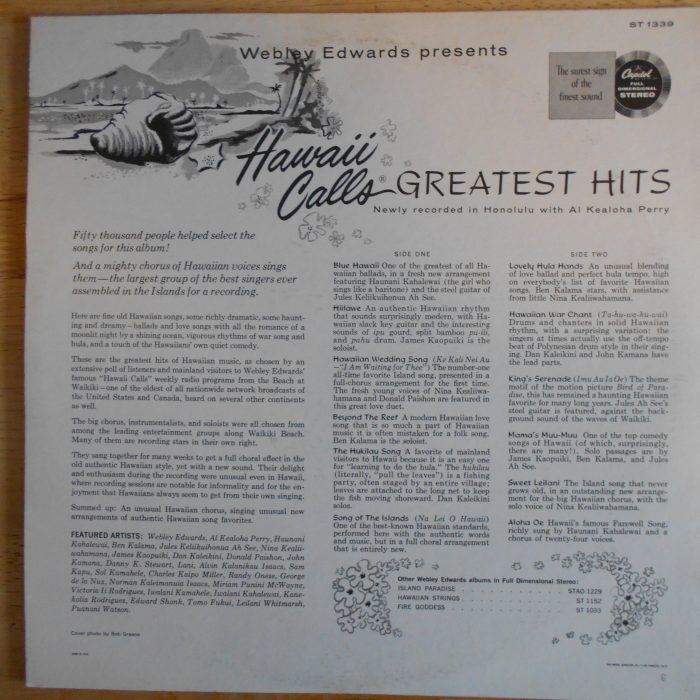 ST 1339
Webley Edwards presents
The surest sign
of the
finest sound
Capitol
FULL
DIMENSIONAL
STEREO
Hawaii
Calls® GREATEST HITS
Newly recorded in Honolulu with Al Kealoha Perry
Fifty thousand people helped select the
songs for this album!
And a mighty chorus of Hawaiian voices sings
them—the largest group of the best singers ever
assembled in the Islands for a recording.
Here are fine old Hawaiian songs, some richly dramatic, some haunt-
ing and dreamy—ballads and love songs with all the romance of a
moonlit night by a shining ocean, vigorous rhythms of war song and
hula, and a touch of the Hawaiians' own quiet comedy.
These are the greatest hits of Hawaiian music, as chosen by an
extensive poll of listeners and mainland visitors to Webley Edwards'
famous "Hawaii Calls" weekly radio programs from the Beach at
Waikiki—one of the oldest of all nationwide network broadcasts of
the United States and Canada, heard on several other continents
as well.
The big chorus, instrumentalists, and soloists were all chosen from
among the leading entertainment groups along Waikiki Beach.
Many of them are recording stars in their own right.
They sang together for many weeks to get a full choral effect in the
old authentic Hawaiian style, yet with a new sound. Their delight
and enthusiasm during the recording were unusual even in Hawaii,
where recording sessions are notable for informality and for the en-
joyment that Hawaiians always seem to get from their own singing.
Summed up: An unusual Hawaiian chorus, singing unusual new
arrangements of authentic Hawaiian song favorites.
FEATURED ARTISTS: Webley Edwards, Al Kealoha Perry, Haunani
Kahalewai, Ben Kalama, Jules Keliikuihonua Ah See, Nina Kealii-
wahamana, James Kaopuiki, Dan Kaleikini, Donald Paishon, John
Kamana, Danny K. Stewart, Lani, Alvin Kalanikau Isaacs, Sam
Kapu, Sol Kamahele, Charles Kaipo Miller, Randy Oness, George
de la Nux, Norman Kaleimanuia Isaacs, Miriam Punini McWayne,
Victoria Ii Rodrigues, Iwalani Kamahele, Iwalani Kahalewai, Kane-
kolia Rodrigues, Edward Shonk, Tomo Fukui, Leilani Whitmarsh,
Puanani Watson.
Cover photo by Rob Greene
SIDE ONE
Blue Hawaii One of the greatest of all Ha-
waiian ballads, in a fresh new arrangement
featuring Haunani Kahalewai (the girl who
sings like a baritone) and the steel guitar of
Jules Keliikuihonua Ah See.
Hiilawe An authentic Hawaiian rhythm
that sounds surprisingly modern, with Ha-
waiian slack key guitar and the interesting
sounds of ipu gourd, split bamboo pu-ili,
and pahu drum. James Kaopuiki is the
soloist.
Hawaiian Wedding Song (Ke Kali Nei Au
—"I Am Waiting for Thee") The number-one
all-time favorite Island song, presented in a
full-chorus arrangement for the first time.
The fresh young voices of Nina Kealiiwa-
hamana and Donald Paishon are featured in
this great love duet.
Beyond The Reef A modern Hawaiian love
song that is so much a part of Hawaiian
music it is often mistaken for a folk song.
Ben Kalama is the soloist.
The Hukilau Song A favorite of mainland
visitors to Hawaii because it is an easy one
for "learning to do the hula." The hukilau
(literally, "pull the leaves") is a fishing
party, often staged by an entire village;
leaves are attached to the long net to keep
the fish moving shoreward. Dan Kaleikini
solos.
Song of the Islands (Na Lei O Hawaii)
One of the best-known Hawaiian standards,
performed here with the authentic words
and music, but in a full choral arrangement
that is entirely new.
SIDE TWO
Lovely Hula Hands An unusual blending
of love ballad and perfect hula tempo, high
on everybody's list of favorite Hawaiian
songs. Ben Kalama stars, with assistance
from little Nina Kealiiwahamana.
Hawaiian War Chant (Ta-hu-wa-hu-wai)
Drums and chanters in solid Hawaiian
rhythm, with a surprising variation: the
singers at times actually use the off-tempo
beat of Polynesian drum style in their sing-
ing. Dan Kaleikini and John Kamana have
the lead parts.
King's Serenade (Imu Au Ia Oe) The theme
motif of the motion picture Bird of Para-
dise, this has remained a haunting Hawaiian
favorite for many long years. Jules Ah See's
steel guitar is featured, against the back-
ground sound of the waves of Waikiki.
Mama's Muu-Muu One of the top comedy
songs of Hawaii (of which, surprisingly,
there are many!). Solo passages are by
James Kaopuiki, Ben Kalama, and Jules
Ah See.
Sweet Leilani The Island song that never
grows old, in an outstanding new arrange-
ment for the big Hawaiian chorus, with the
solo voice of Nina Kealiiwahamana.
Aloha Oe Hawaii's famous Farewell Song,
richly sung by Haunani Kahalewai and a
chorus of twenty-four voices.
Other Webley Edwards albums in Full Dimensional Stereo:
ISLAND PARADISE . . . . . . . . . . STAO 1229
HAWAIIAN STRINGS . . . . . . . . . . ST 1152
FIRE GODDESS . . . . . . . . . . ST 1033